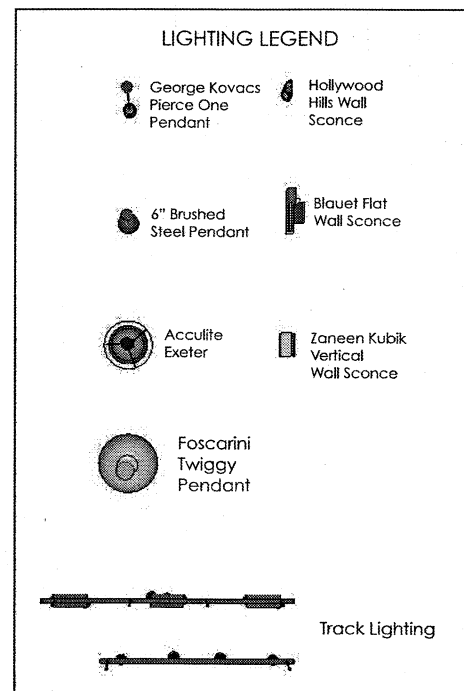 LIGHTING LEGEND
George Kovacs
Pierce One
Pendant
Hollywood
Hills Wall
Sconce
6" Brushed
Steel Pendant
Blauet Flat
Wall Sconce
Acculite
Exeter
Zaneen Kubik
Vertical
Wall Sconce
Foscarini
Twiggy
Pendant
Track Lighting